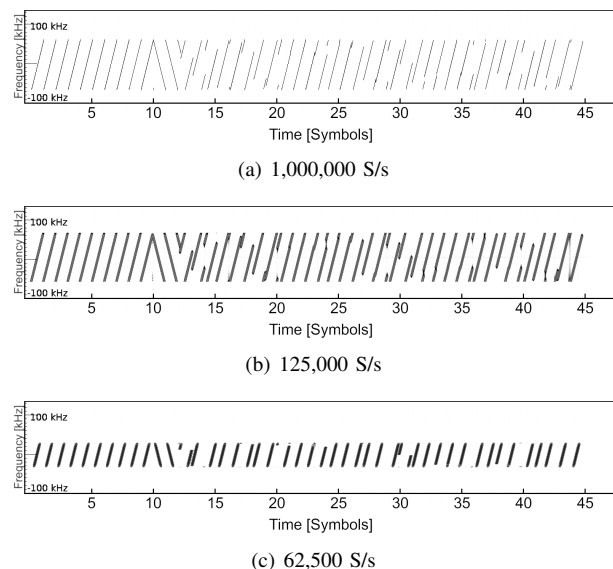 Frequency [kHz]
100 kHz
-100 kHz
5 10 15 20 25 30 35 40 45
Time [Symbols]
(a) 1,000,000 S/s
Frequency [kHz]
100 kHz
-100 kHz
5 10 15 20 25 30 35 40 45
Time [Symbols]
(b) 125,000 S/s
Frequency [kHz]
100 kHz
-100 kHz
5 10 15 20 25 30 35 40 45
Time [Symbols]
(c) 62,500 S/s